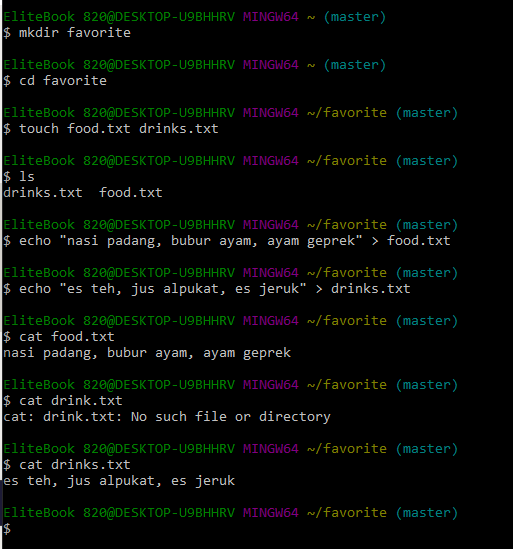 EliteBook 820@DESKTOP-U9BHHRV MINGW64 ~ (master)
$ mkdir favorite
EliteBook 820@DESKTOP-U9BHHRV MINGW64 ~ (master)
$ cd favorite
EliteBook 820@DESKTOP-U9BHHRV MINGW64 ~/favorite (master)
$ touch food.txt drinks.txt
EliteBook 820@DESKTOP-U9BHHRV MINGW64 ~/favorite (master)
$ ls
drinks.txt  food.txt
EliteBook 820@DESKTOP-U9BHHRV MINGW64 ~/favorite (master)
$ echo "nasi padang, bubur ayam, ayam geprek" > food.txt
EliteBook 820@DESKTOP-U9BHHRV MINGW64 ~/favorite (master)
$ echo "es teh, jus alpukat, es jeruk" > drinks.txt
EliteBook 820@DESKTOP-U9BHHRV MINGW64 ~/favorite (master)
$ cat food.txt
nasi padang, bubur ayam, ayam geprek
EliteBook 820@DESKTOP-U9BHHRV MINGW64 ~/favorite (master)
$ cat drink.txt
cat: drink.txt: No such file or directory
EliteBook 820@DESKTOP-U9BHHRV MINGW64 ~/favorite (master)
$ cat drinks.txt
es teh, jus alpukat, es jeruk
EliteBook 820@DESKTOP-U9BHHRV MINGW64 ~/favorite (master)
$